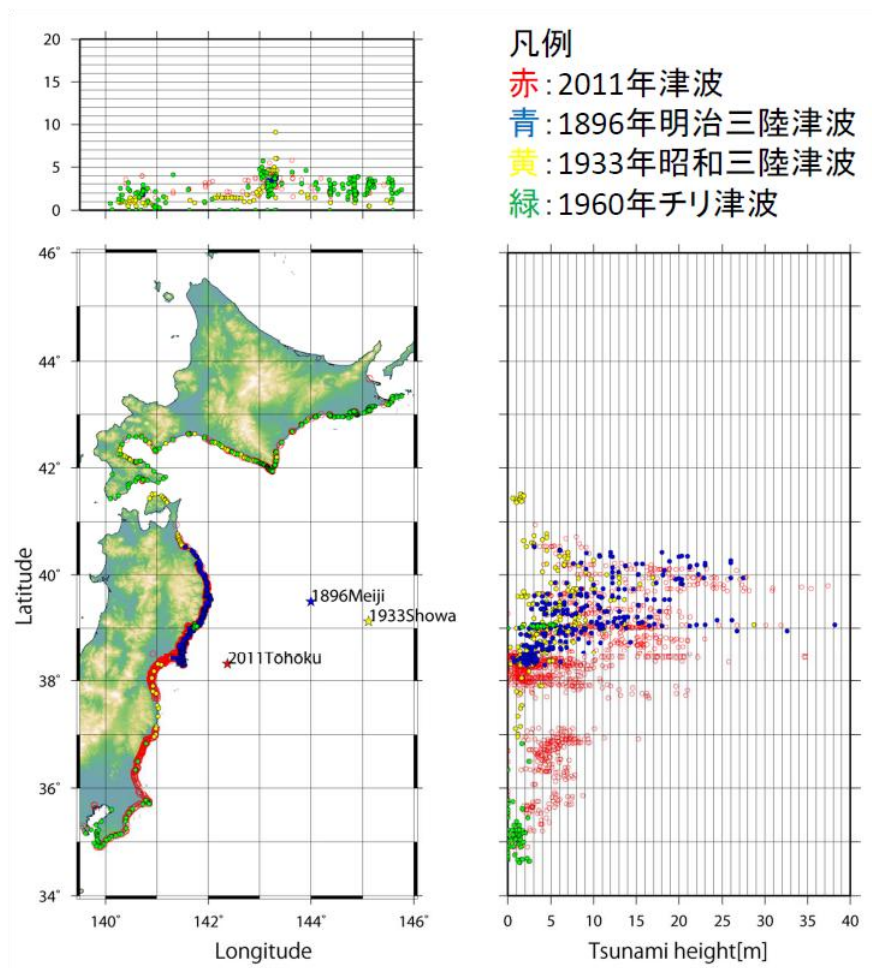 20
15
10
5
0
凡例
赤:2011年津波
青:1896年明治三陸津波
黄:1933年昭和三陸津波
緑:1960年チリ津波
46°
44°
42°
40°
38°
36°
34°
Latitude
1896Meiji
1933Showa
2011Tohoku
140° 142° 144° 146°
Longitude
0 5 10 15 20 25 30 35 40
Tsunami height[m]